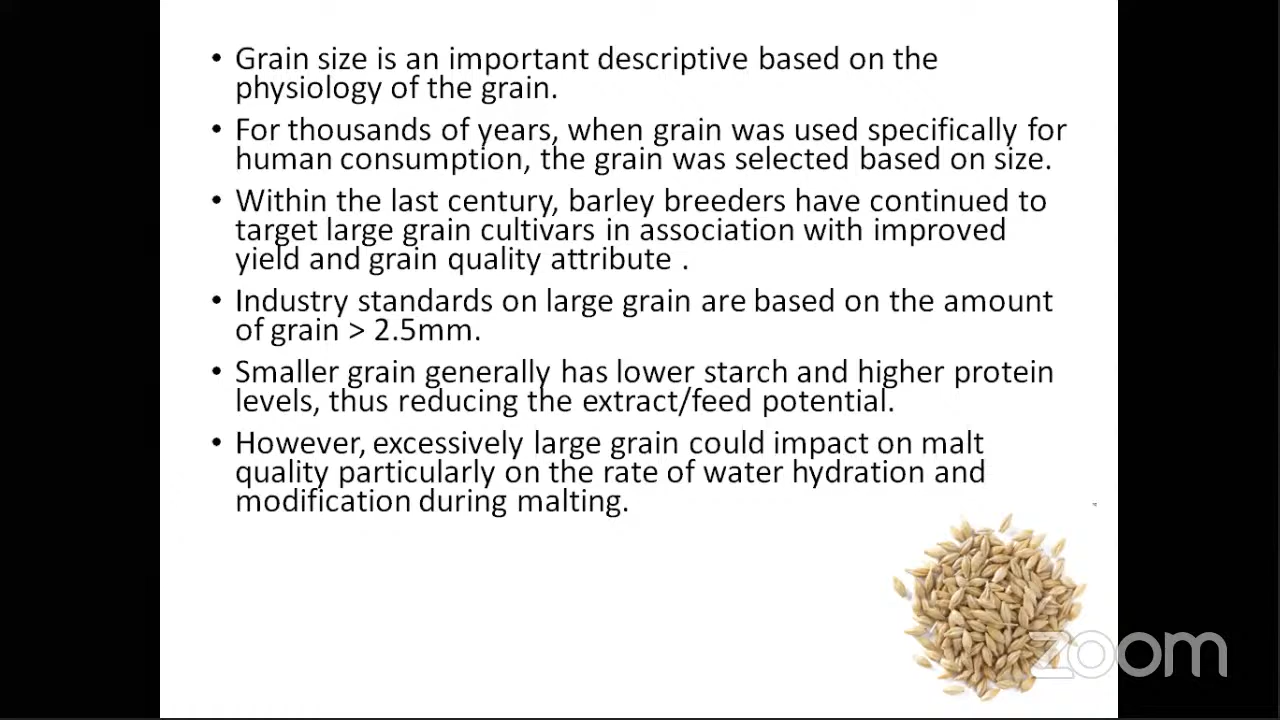 • Grain size is an important descriptive based on the
physiology of the grain.
• For thousands of years, when grain was used specifically for
human consumption, the grain was selected based on size.
• Within the last century, barley breeders have continued to
target large grain cultivars in association with improved
yield and grain quality attribute .
• Industry standards on large grain are based on the amount
of grain > 2.5mm.
• Smaller grain generally has lower starch and higher protein
levels, thus reducing the extract/feed potential.
• However, excessively large grain could impact on malt
quality particularly on the rate of water hydration and
modification during malting.
zoom